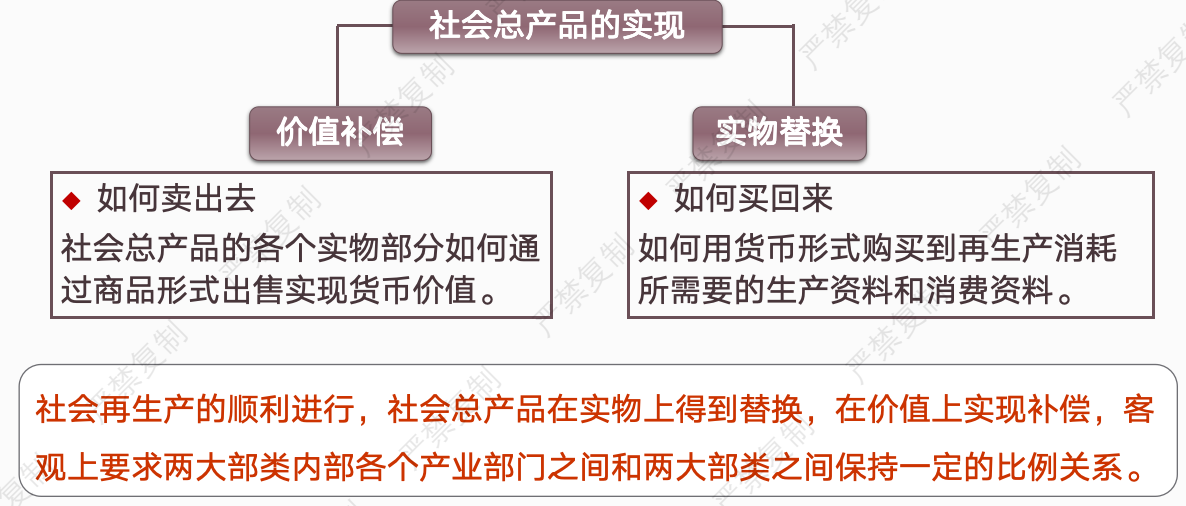 社会总产品的实现
价值补偿
实物替换
◆ 如何卖出去
社会总产品的各个实物部分如何通
过商品形式出售实现货币价值。
◆ 如何买回来
如何用货币形式购买到再生产消耗
所需要的生产资料和消费资料。
社会再生产的顺利进行，社会总产品在实物上得到替换，在价值上实现补偿，客
观上要求两大部类内部各个产业部门之间和两大部类之间保持一定的比例关系。
严禁复制
严禁复制
严禁复制
严禁复制
严禁复制
严禁复制
严禁复制
严禁复制
严禁复制
严禁复制
严禁复制